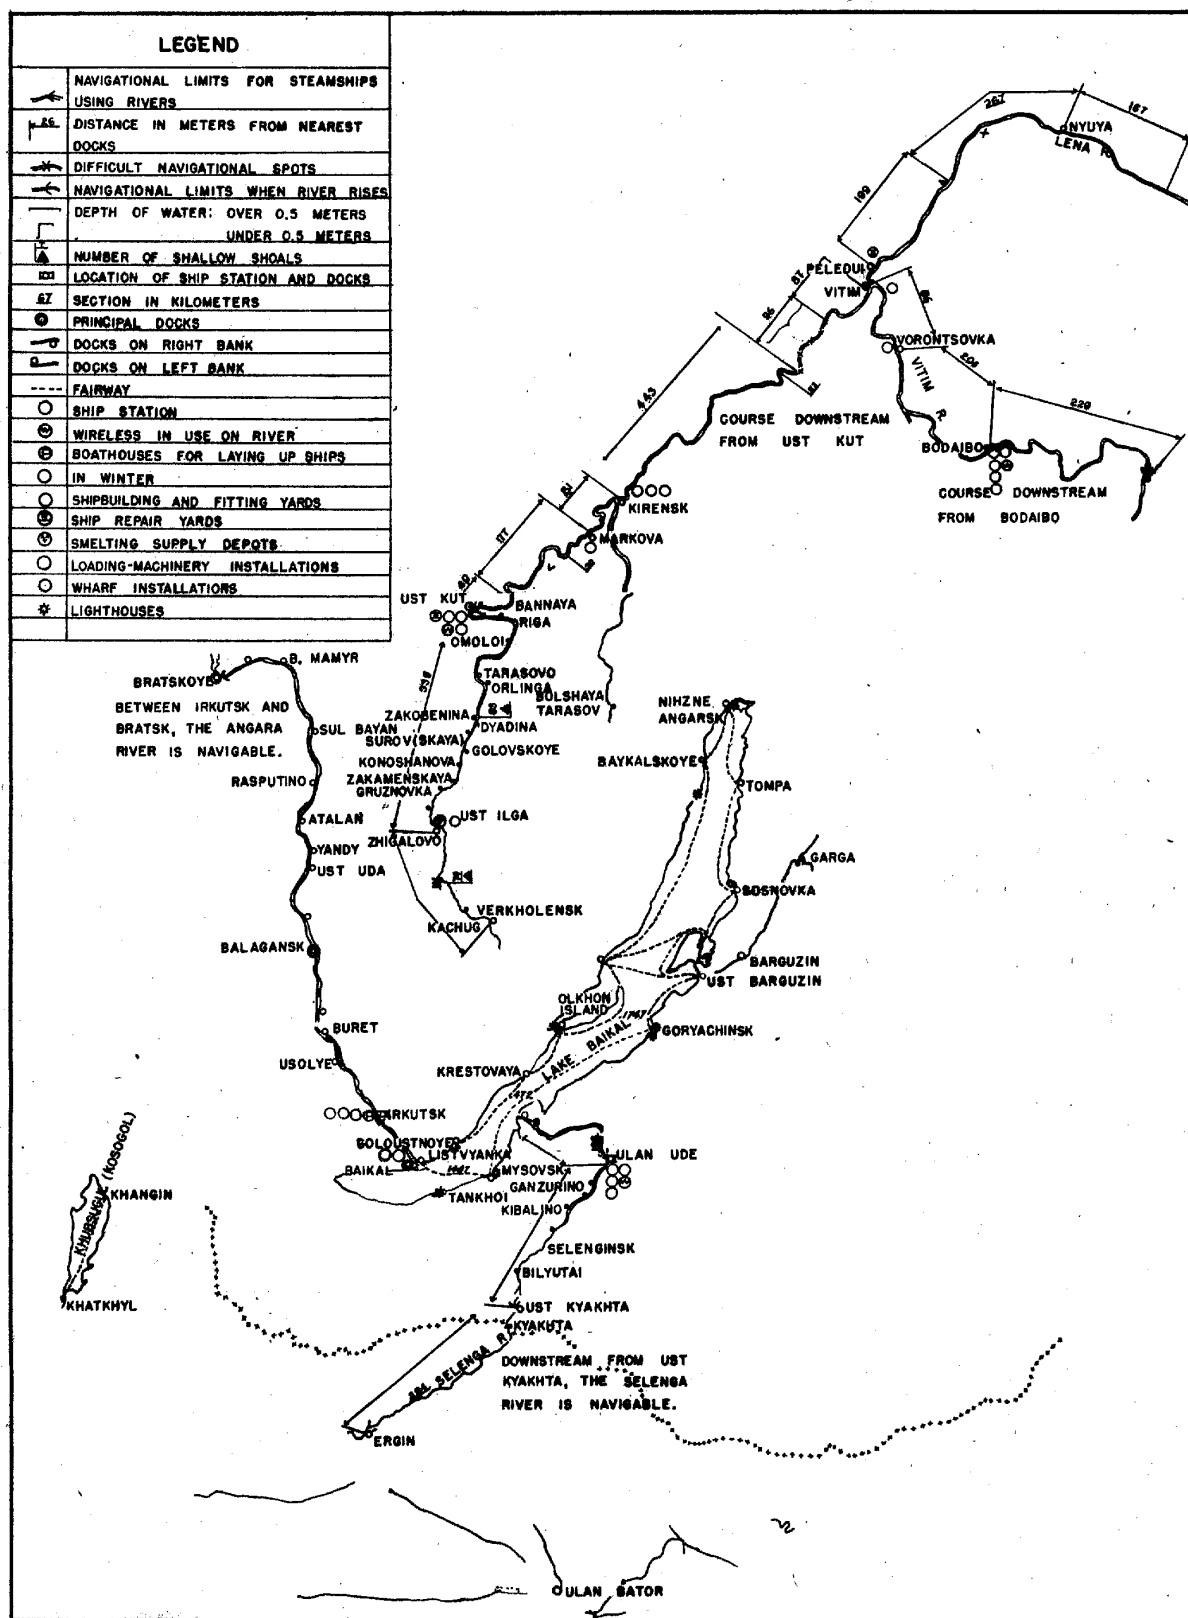 LEGEND
NAVIGATIONAL LIMITS FOR STEAMSHIPS
USING RIVERS
26
DISTANCE IN METERS FROM NEAREST
DOCKS
DIFFICULT NAVIGATIONAL SPOTS
NAVIGATIONAL LIMITS WHEN RIVER RISES
DEPTH OF WATER: OVER 0.5 METERS
UNDER 0.5 METERS
NUMBER OF SHALLOW SHOALS
LOCATION OF SHIP STATION AND DOCKS
67
SECTION IN KILOMETERS
PRINCIPAL DOCKS
DOCKS ON RIGHT BANK
DOCKS ON LEFT BANK
FAIRWAY
SHIP STATION
WIRELESS IN USE ON RIVER
BOATHOUSES FOR LAYING UP SHIPS
IN WINTER
SHIPBUILDING AND FITTING YARDS
SHIP REPAIR YARDS
SMELTING SUPPLY DEPOTS
LOADING-MACHINERY INSTALLATIONS
WHARF INSTALLATIONS
LIGHTHOUSES
267
167
NYUYA
LENA R.
199
PELEDUI
VITIM
86
VORONTSOVKA
208
VITIM R.
229
443
COURSE DOWNSTREAM
FROM UST KUT
BODAIBO
COURSE DOWNSTREAM
FROM BODAIBO
KIRENSK
MARKOVA
177
UST KUT
BANNAYA
RIGA
OMOLOI
B. MAMYR
BRATSKOYE
BETWEEN IRKUTSK AND
BRATSK, THE ANGARA
RIVER IS NAVIGABLE.
TARASOVO
ORLINGA
BOLSHAYA
TARASOV
ZAKOBENINA
DYADINA
SUROV(SKAYA)
GOLOVSKOYE
KONOSHANOVA
ZAKAMENSKAYA
GRUZNOVKA
UST ILGA
ZHIGALOVO
VERKHOLENSK
KACHUG
SUL BAYAN
RASPUTINO
ATALAN
YANDY
UST UDA
BALAGANSK
BURET
USOLYE
IRKUTSK
NIHZNE
ANGARSK
BAYKALSKOYE
TOMPA
GARGA
SOSNOVKA
BARGUZIN
UST BARGUZIN
OLKHON
ISLAND
LAKE BAIKAL
GORYACHINSK
KRESTOVAYA
472
GOLOUSTNOYE
LISTVYANKA
BAIKAL
MYSOVSK
TANKHOI
ULAN UDE
GANZURINO
KIBALINO
SELENGINSK
BILYUTAI
UST KYAKHTA
KYAKHTA
SELENGA R.
DOWNSTREAM FROM UST
KYAKHTA, THE SELENGA
RIVER IS NAVIGABLE.
ERGIN
KHUBSUGUL (KOSOGOL)
KHANGIN
KHATKHYL
ULAN BATOR